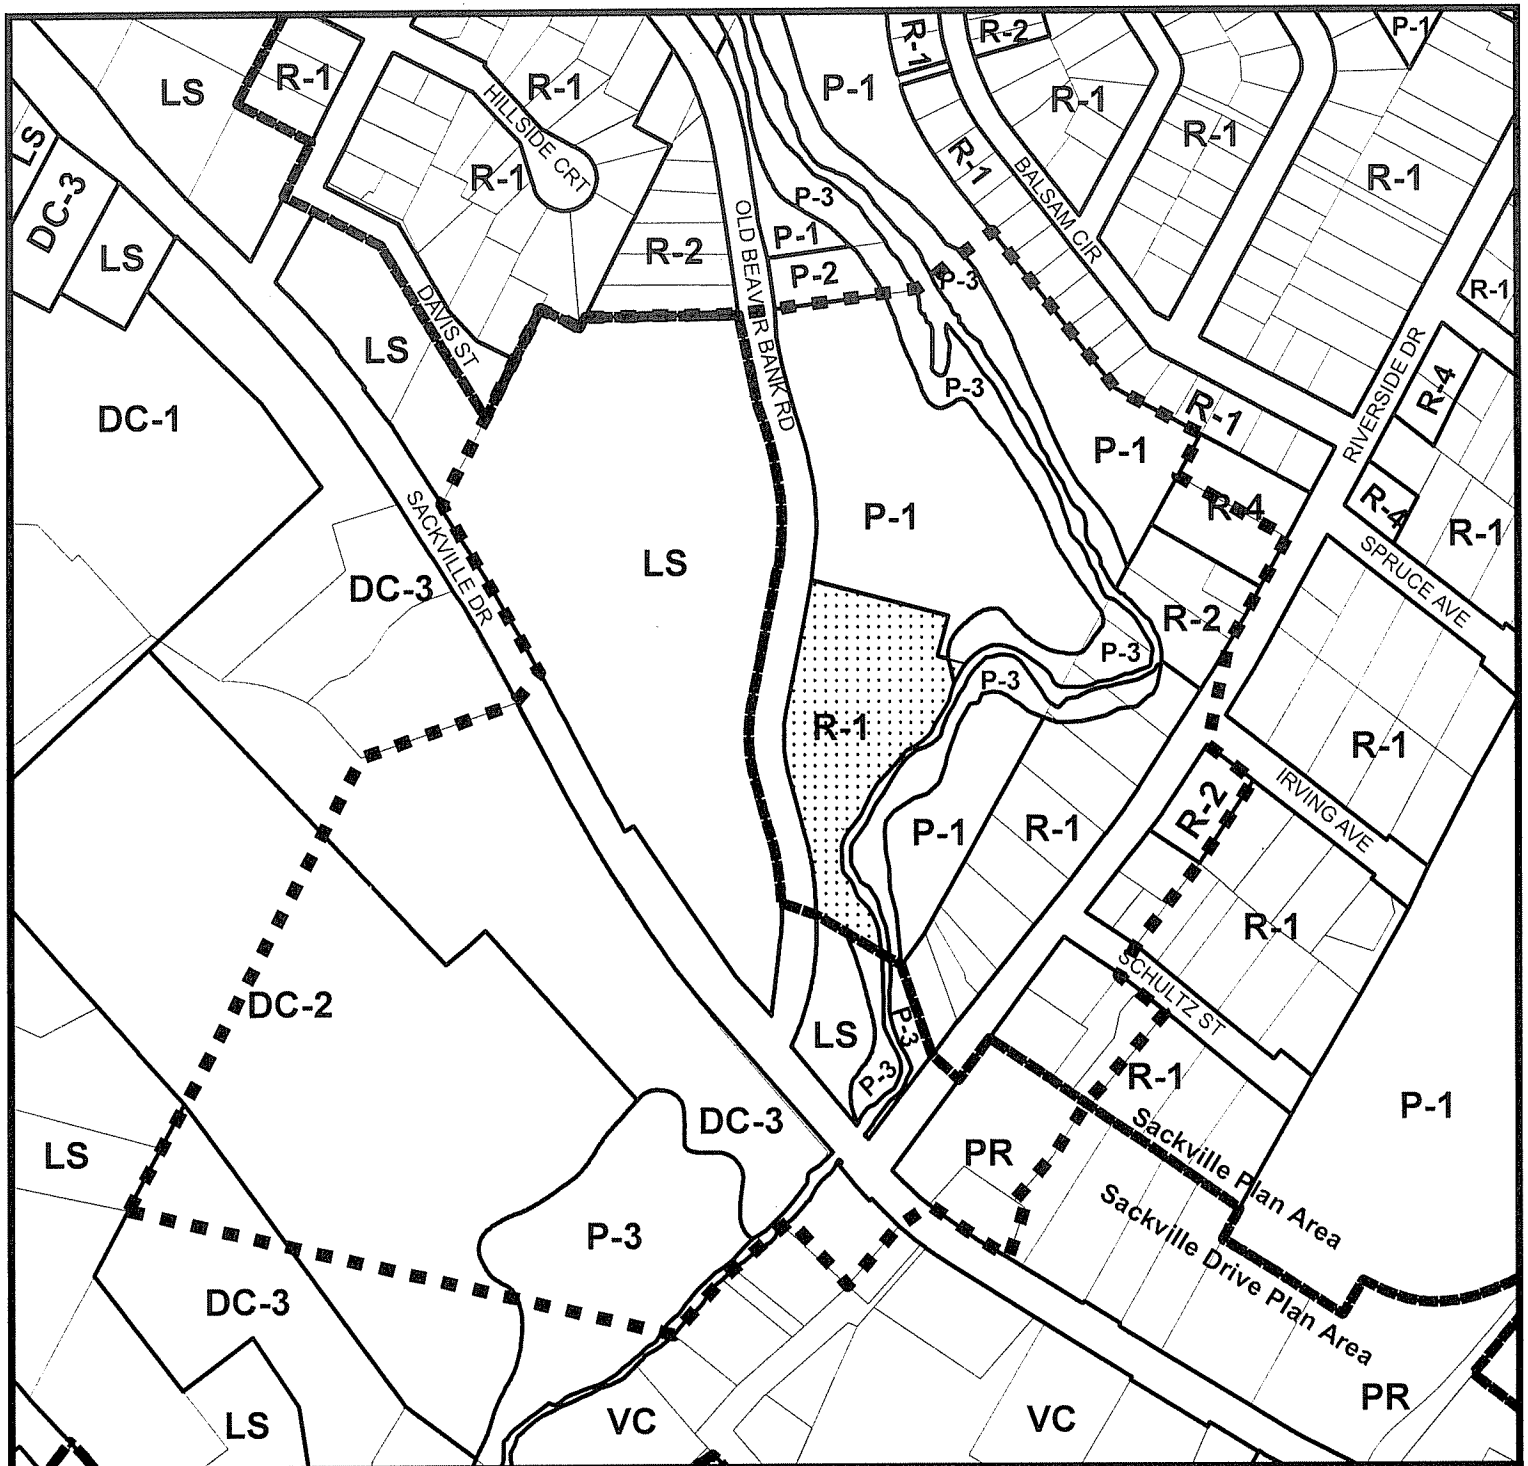 R-1
R-2
P-1
LS
R-1
R-1
P-1
R-1
HILLSIDE CRT
R-1
LS
R-1
R-1
BALSAM CIR
R-1
R-1
DC-3
P-3
OLD BEAVER BANK RD
P-1
R-2
LS
P-2
P-3
R-1
DAVIS ST
LS
RIVERSIDE DR
P-3
R-4
DC-1
R-1
P-1
SACKVILLE DR
R-4
R-4
P-1
R-1
LS
SPRUCE AVE
DC-3
R-2
P-3
P-3
R-1
R-1
R-2
IRVING AVE
P-1
R-1
R-1
SCHULTZ ST
DC-2
LS
P-3
P-3
R-1
P-1
DC-3
Sackville Plan Area
LS
PR
Sackville Drive Plan Area
P-3
DC-3
PR
LS
VC
VC